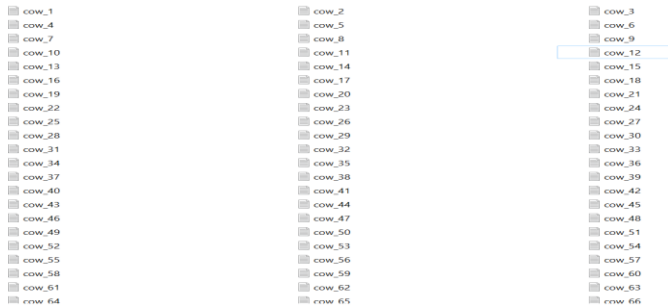 cow_1 cow_2 cow_3
cow_4 cow_5 cow_6
cow_7 cow_8 cow_9
cow_10 cow_11 cow_12
cow_13 cow_14 cow_15
cow_16 cow_17 cow_18
cow_19 cow_20 cow_21
cow_22 cow_23 cow_24
cow_25 cow_26 cow_27
cow_28 cow_29 cow_30
cow_31 cow_32 cow_33
cow_34 cow_35 cow_36
cow_37 cow_38 cow_39
cow_40 cow_41 cow_42
cow_43 cow_44 cow_45
cow_46 cow_47 cow_48
cow_49 cow_50 cow_51
cow_52 cow_53 cow_54
cow_55 cow_56 cow_57
cow_58 cow_59 cow_60
cow_61 cow_62 cow_63
cow_64 cow_65 cow_66